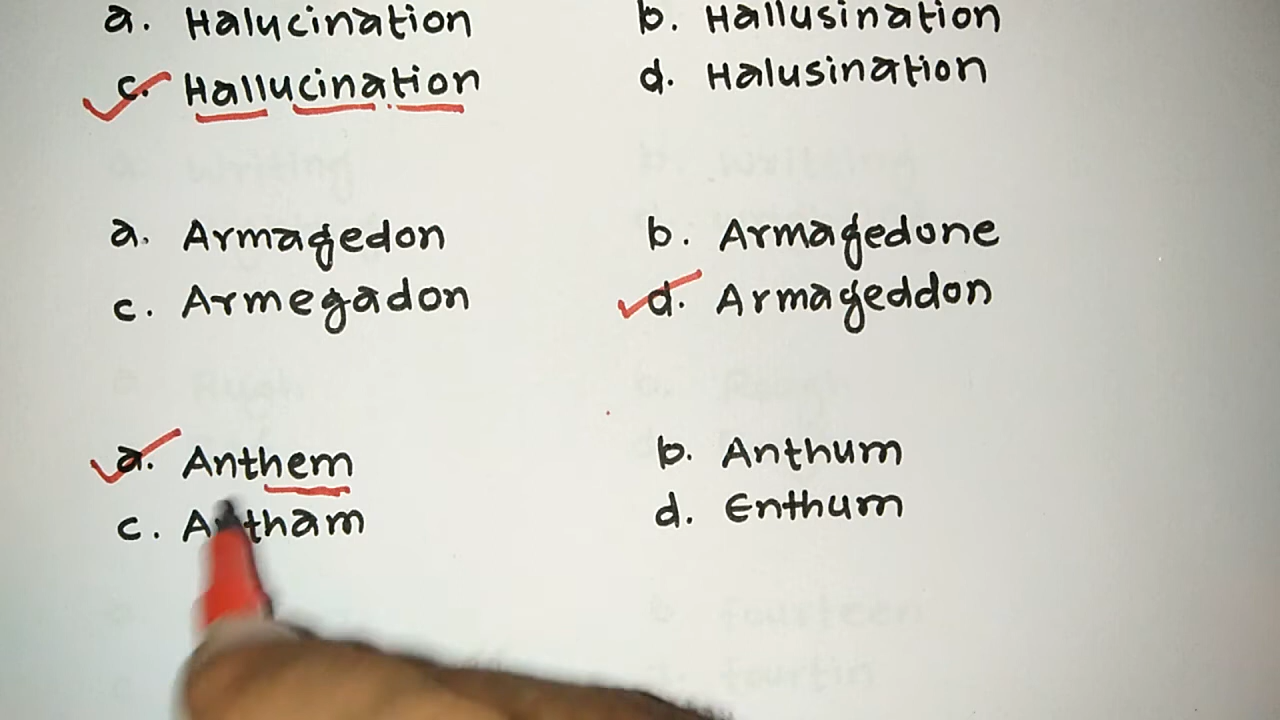 a. Halucination b. Hallusination
c. Hallucination d. Halusination
a. Armagedon b. Armagedone
c. Armegadon d. Armageddon
a. Anthem b. Anthum
c. Antham d. Enthum